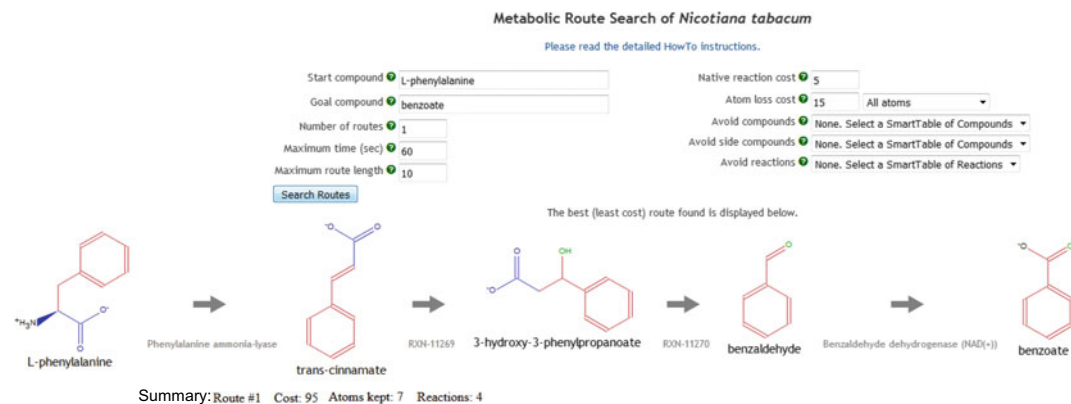 Metabolic Route Search of Nicotiana tabacum
Please read the detailed HowTo instructions.
Start compound ? L-phenylalanine
Native reaction cost ? 5
Goal compound ? benzoate
Atom loss cost ? 15 All atoms
Number of routes ? 1
Avoid compounds ? None. Select a SmartTable of Compounds
Maximum time (sec) ? 60
Avoid side compounds ? None. Select a SmartTable of Compounds
Maximum route length ? 10
Avoid reactions ? None. Select a SmartTable of Reactions
Search Routes
The best (least cost) route found is displayed below.
⁺H₃N
O⁻
O
L-phenylalanine
Phenylalanine ammonia-lyase
⁻O
O
trans-cinnamate
RXN-11269
O
OH
⁻O
3-hydroxy-3-phenylpropanoate
RXN-11270
O
benzaldehyde
Benzaldehyde dehydrogenase (NAD(+))
⁻O
O
benzoate
Summary: Route #1 Cost: 95 Atoms kept: 7 Reactions: 4